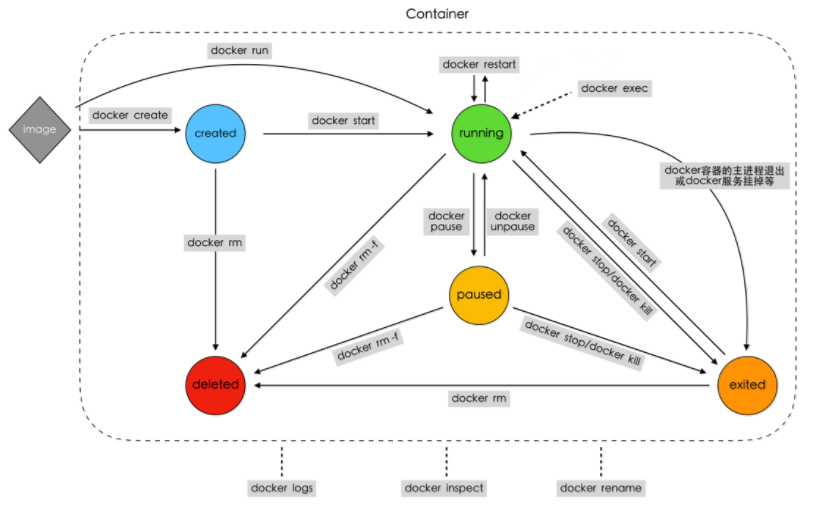 Container
docker run
docker restart
docker exec
image
docker create
created
docker start
running
docker容器的主进程退出
或docker服务挂掉等
docker rm
docker rm -f
docker
pause
docker
unpause
docker start
docker stop/docker kill
paused
docker rm -f
docker stop/docker kill
deleted
exited
docker rm
docker logs
docker inspect
docker rename